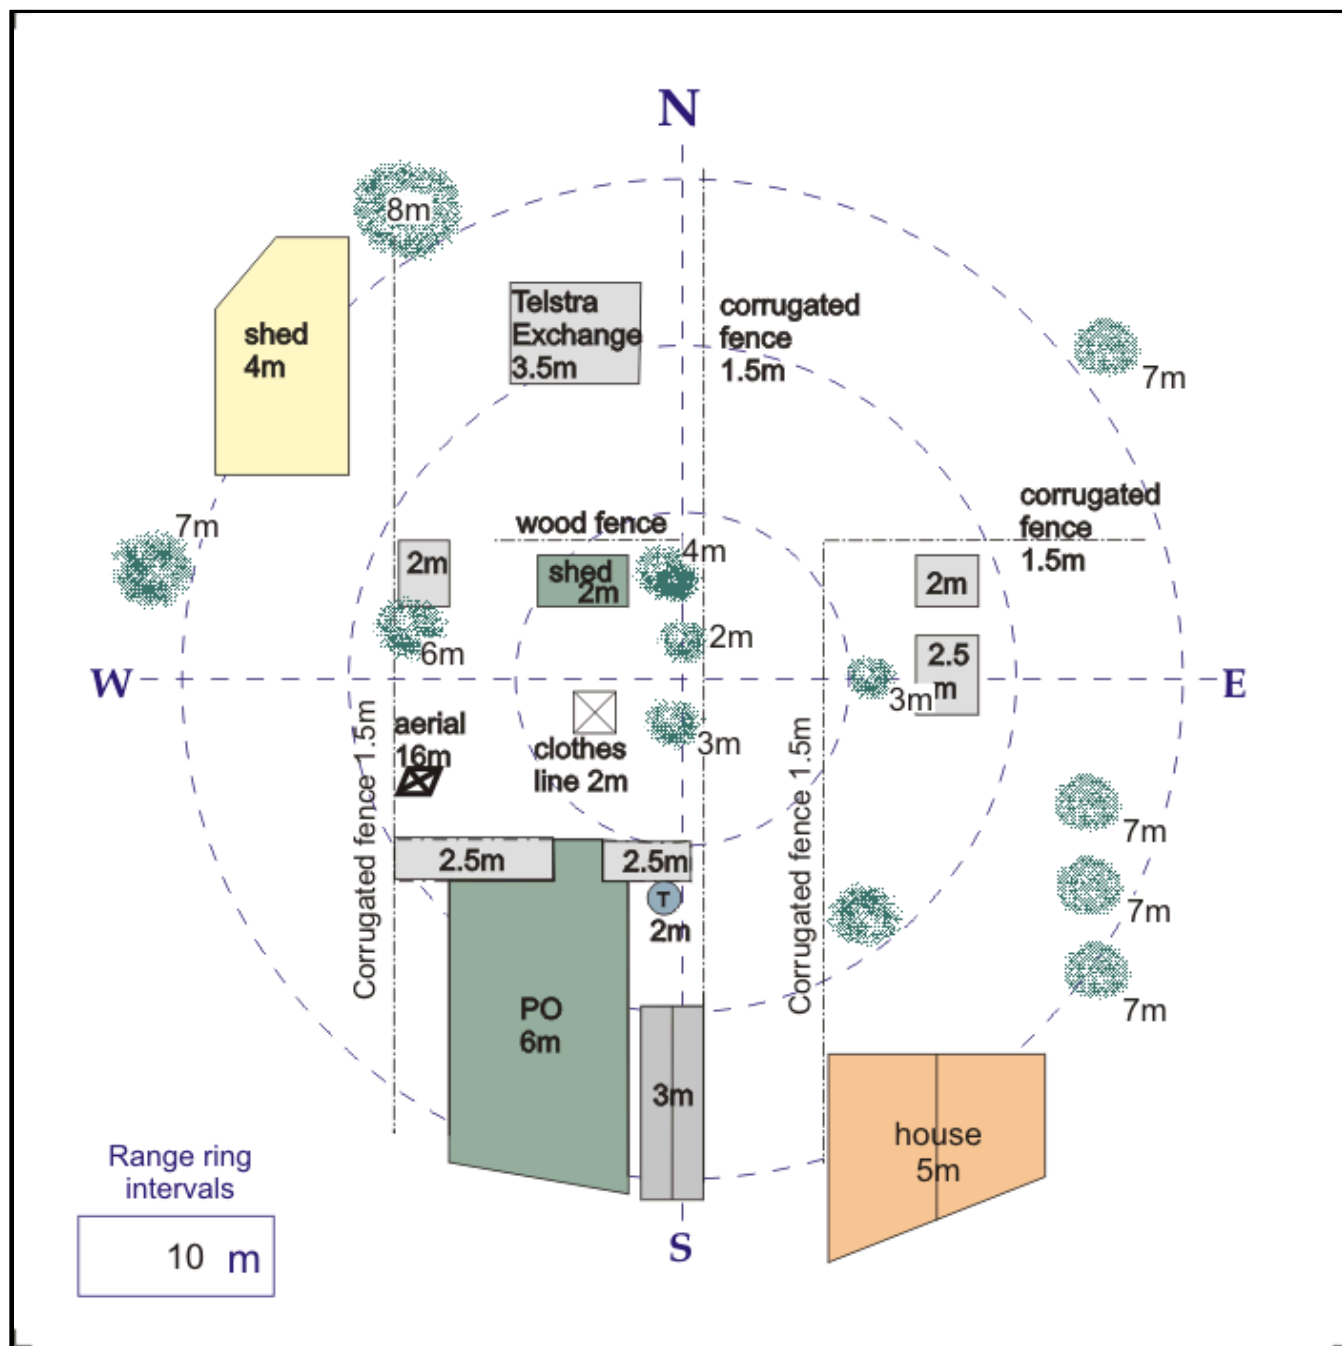 N
8m
Telstra
Exchange
3.5m
corrugated
fence
1.5m
shed
4m
7m
7m
wood fence
corrugated
fence
1.5m
2m
shed
2m
4m
2m
6m
2m
2.5
m
3m
W
E
aerial
16m
clothes
line 2m
3m
Corrugated fence 1.5m
Corrugated fence 1.5m
7m
2.5m
2.5m
T
2m
7m
PO
6m
7m
3m
house
5m
Range ring
intervals
10 m
S